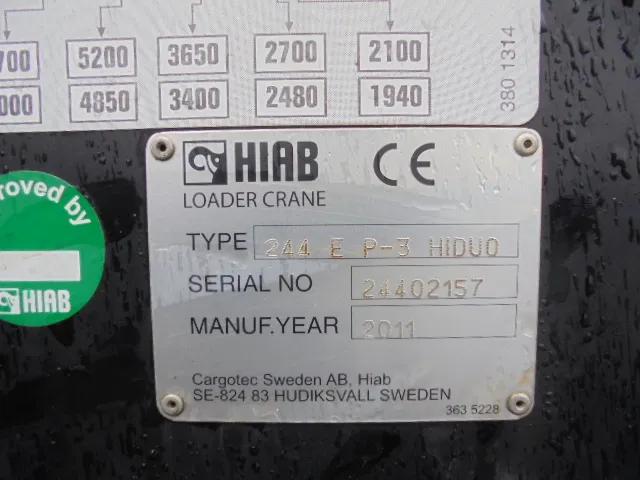 700 5200 3650 2700 2100
000 4850 3400 2480 1940
380 1314
roved by
HIAB
HIAB CE
LOADER CRANE
TYPE 244 E P-3 HIDUO
SERIAL NO 24402157
MANUF.YEAR 2011
Cargotec Sweden AB, Hiab
SE-824 83 HUDIKSVALL SWEDEN
363 5228